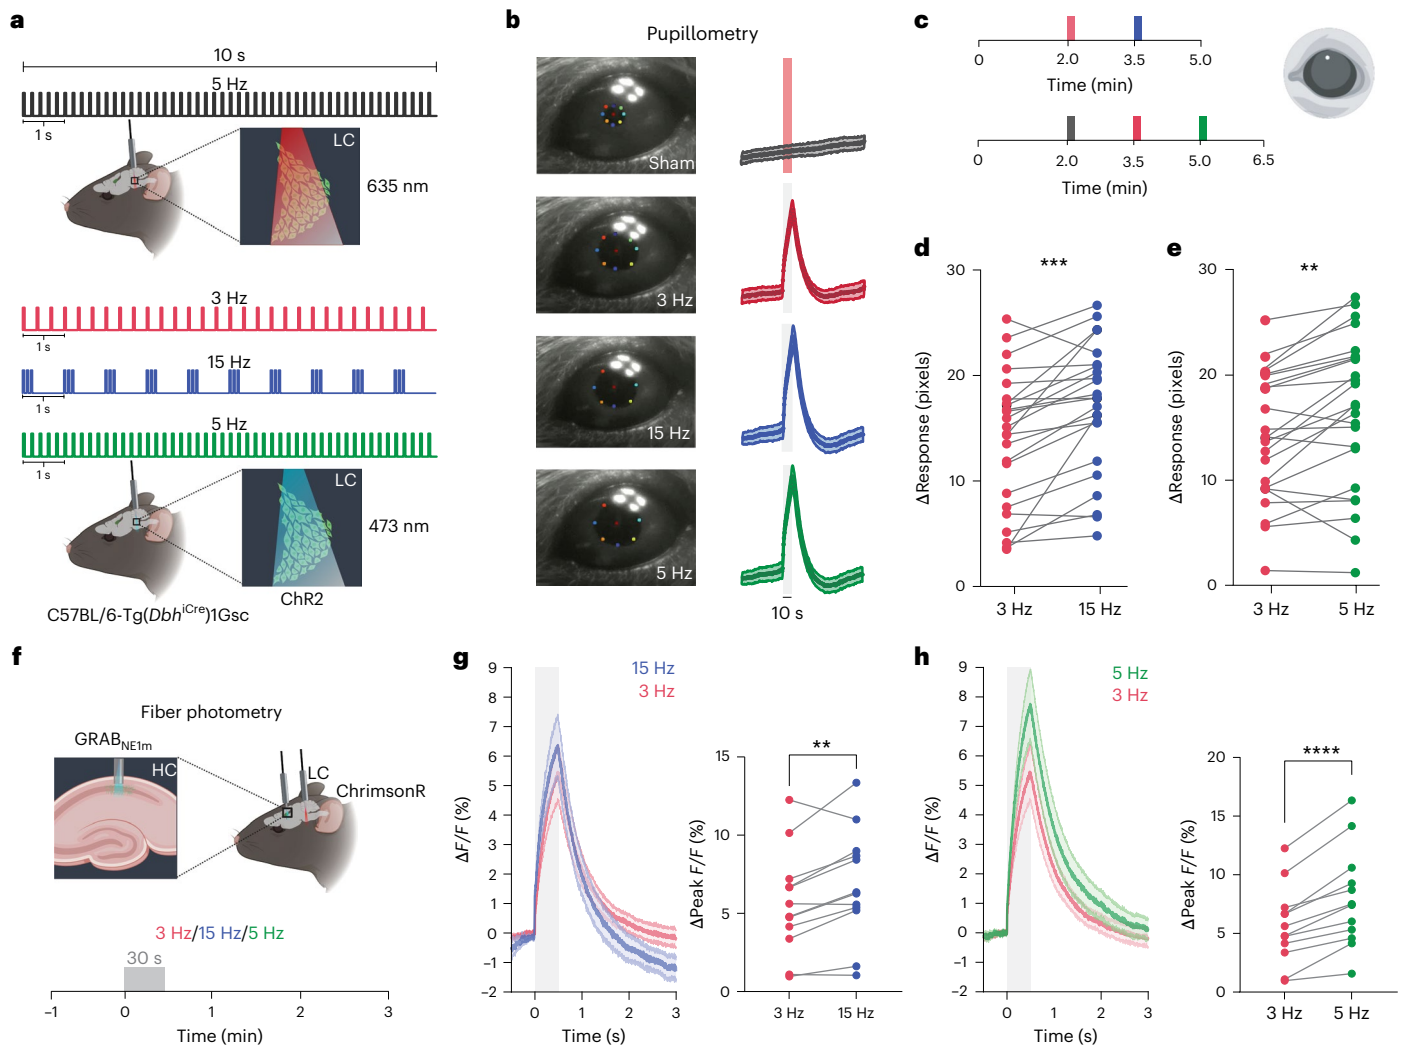 a
10 s
5 Hz
1 s
LC
635 nm
3 Hz
1 s
15 Hz
1 s
5 Hz
1 s
LC
473 nm
ChR2
C57BL/6-Tg(Dbh^iCre)1Gsc
b
Pupillometry
Sham
3 Hz
15 Hz
5 Hz
10 s
c
0 2.0 3.5 5.0
Time (min)
0 2.0 3.5 5.0 6.5
Time (min)
d
***
30
20
10
0
ΔResponse (pixels)
3 Hz 15 Hz
e
**
30
20
10
0
ΔResponse (pixels)
3 Hz 5 Hz
f
Fiber photometry
GRAB_NE1m
HC
LC
ChrimsonR
3 Hz/15 Hz/5 Hz
30 s
–1 0 1 2 3
Time (min)
g
15 Hz
3 Hz
9
8
7
6
5
4
3
2
1
0
–1
–2
ΔF/F (%)
0 1 2 3
Time (s)
**
15
10
5
0
ΔPeak F/F (%)
3 Hz 15 Hz
h
5 Hz
3 Hz
9
8
7
6
5
4
3
2
1
0
–1
–2
ΔF/F (%)
0 1 2 3
Time (s)
****
20
15
10
5
0
ΔPeak F/F (%)
3 Hz 5 Hz